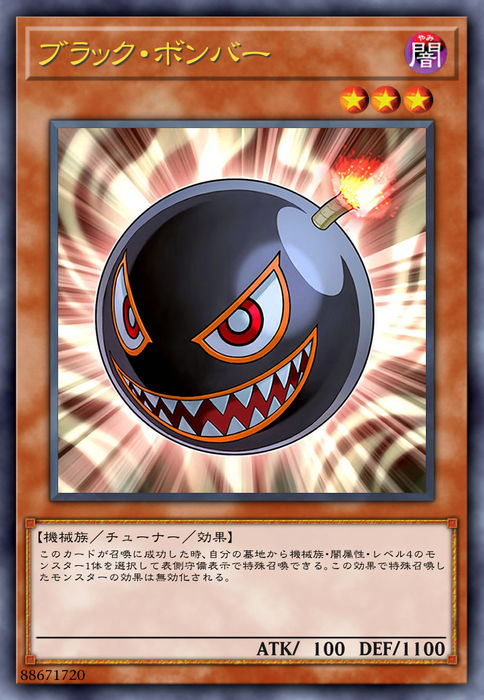 ブラック・ボンバー
やみ
闇
【機械族／チューナー／効果】
このカードが召喚に成功した時、自分の墓地から機械族・闇属性・レベル4のモ
ンスター1体を選択して表側守備表示で特殊召喚できる。この効果で特殊召喚し
たモンスターの効果は無効化される。
ATK/ 100 DEF/1100
88671720